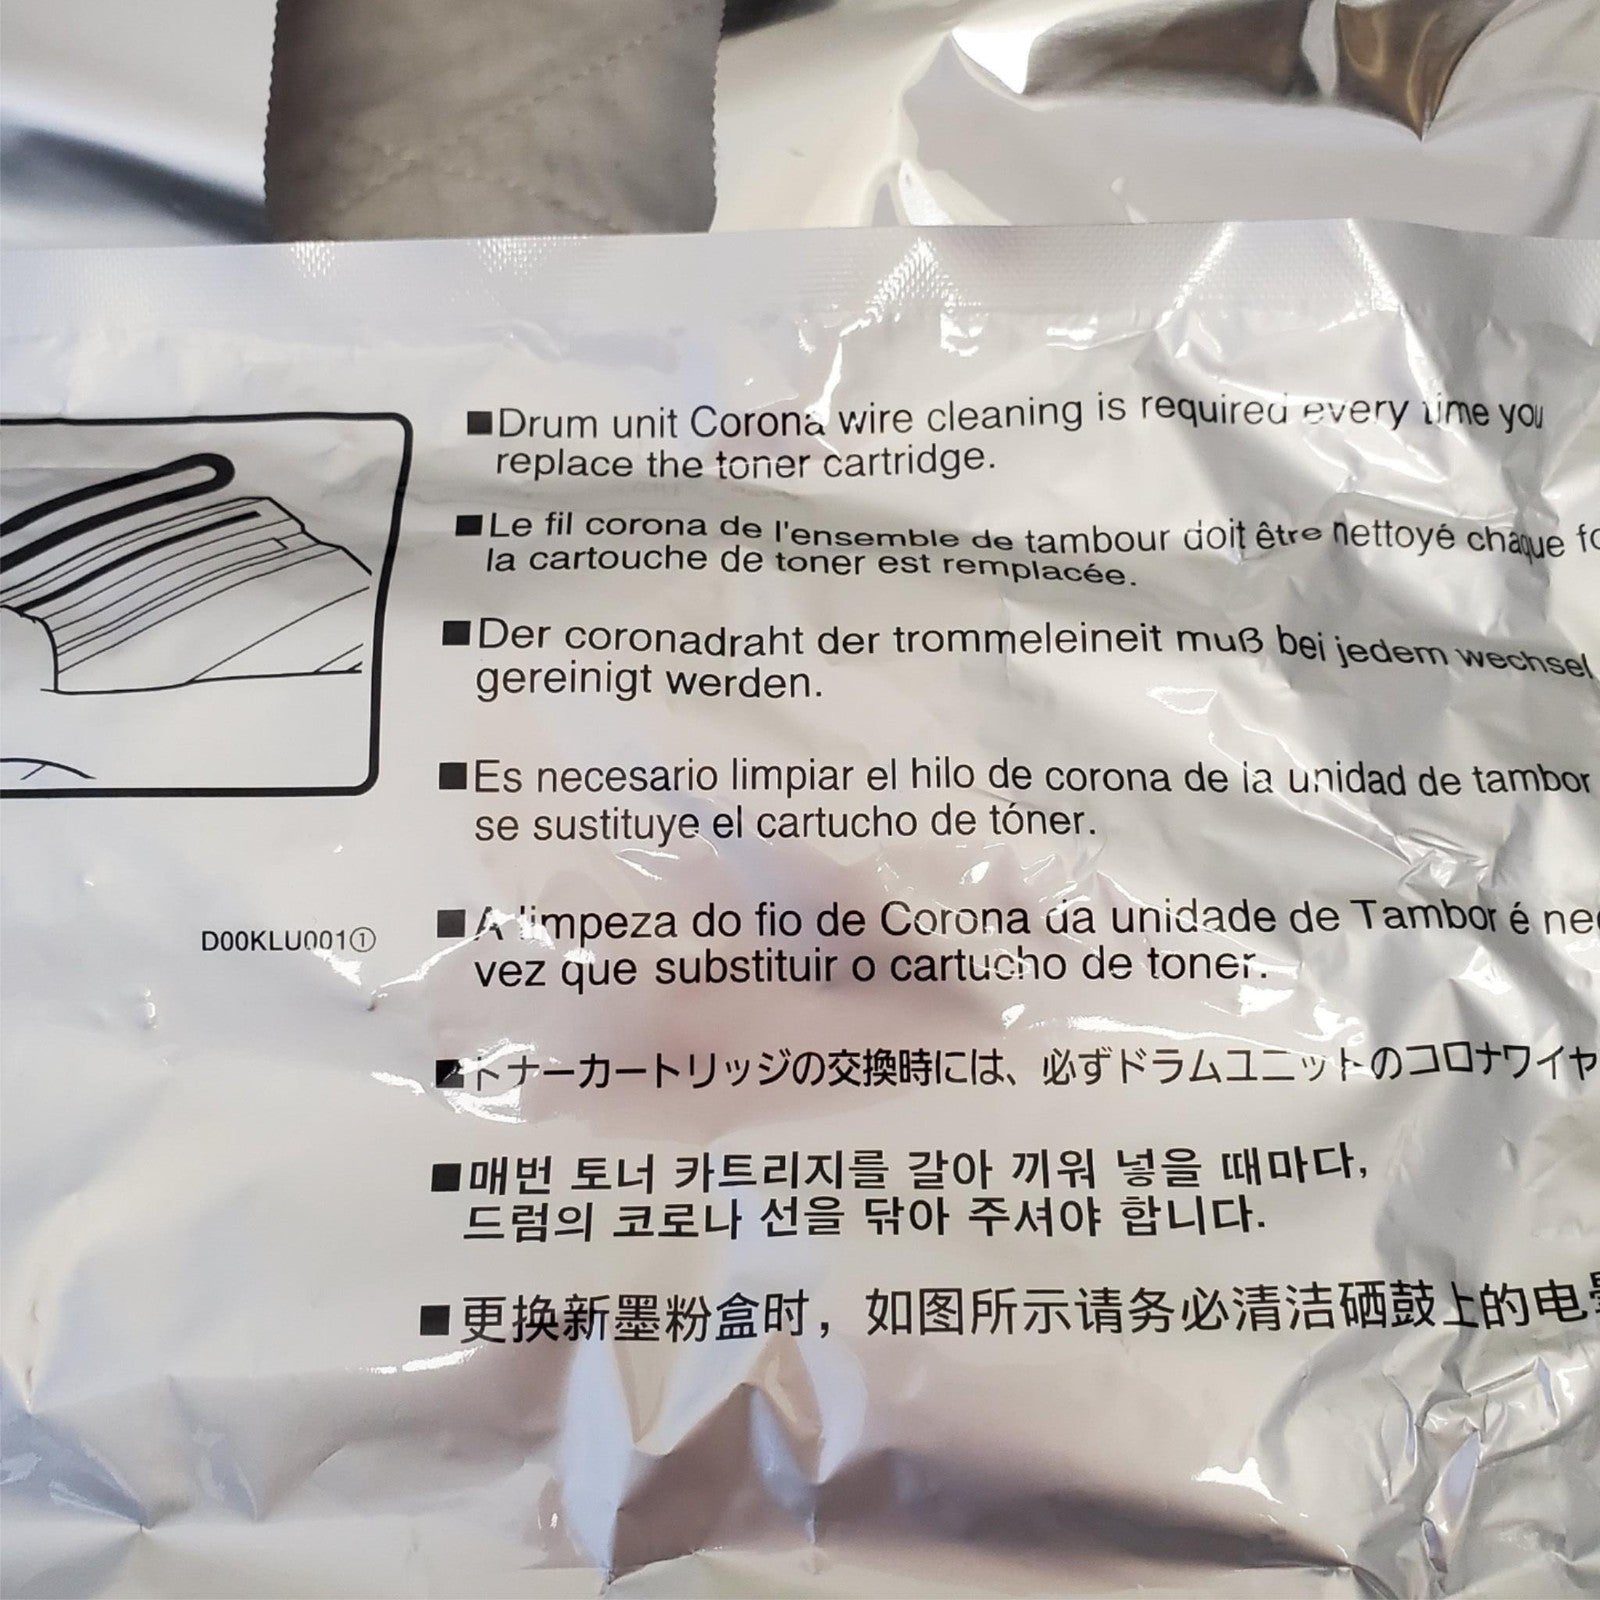 ■Drum unit Corona wire cleaning is required every time you
replace the toner cartridge.
■Le fil corona de l'ensemble de tambour doit être nettoyé chaque
la cartouche de toner est remplacée.
■Der coronadraht der trommeleineit muß bei jedem wechsel
gereinigt werden.
■Es necesario limpiar el hilo de corona de la unidad de tambor
se sustituye el cartucho de tóner.
D00KLU001①
■A limpeza do fio de Corona da unidade de Tambor é
vez que substituir o cartucho de toner.
■トナーカートリッジの交換時には、必ずドラムユニットのコロナワイヤ
■매번 토너 카트리지를 갈아 끼워 넣을 때마다,
드럼의 코로나 선을 닦아 주셔야 합니다.
■更换新墨粉盒时，如图所示请务必清洁硒鼓上的电